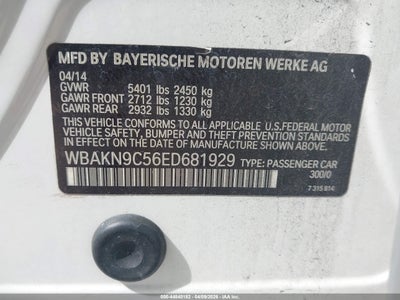 MFD BY BAYERISCHE MOTOREN WERKE AG
04/14
GVWR 5401 lbs 2450 kg
GAWR FRONT 2712 lbs 1230 kg
GAWR REAR 2932 lbs 1330 kg
THIS VEHICLE CONFORMS TO ALL APPLICABLE
U.S.FEDERAL MOTOR
VEHICLE SAFETY, BUMPER, AND THEFT PREVENTION STANDARDS
IN EFFECT ON THE DATE OF MANUFACTURE SHOWN ABOVE.
WBAKN9C56ED681929 TYPE: PASSENGER CAR
300/0
7 315 814